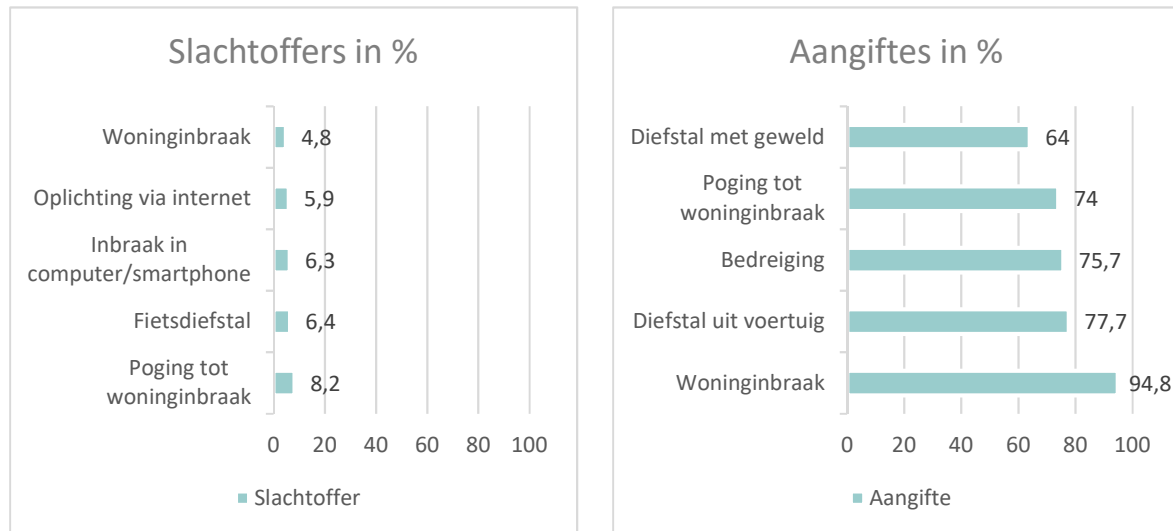 Slachtoffers in %
Woninginbraak
4,8
Oplichting via internet
5,9
Inbraak in
computer/smartphone
6,3
Fietsdiefstal
6,4
Poging tot
woninginbraak
8,2
0 20 40 60 80 100
Slachtoffer
Aangiftes in %
Diefstal met geweld
64
Poging tot
woninginbraak
74
Bedreiging
75,7
Diefstal uit voertuig
77,7
Woninginbraak
94,8
0 20 40 60 80 100
Aangifte